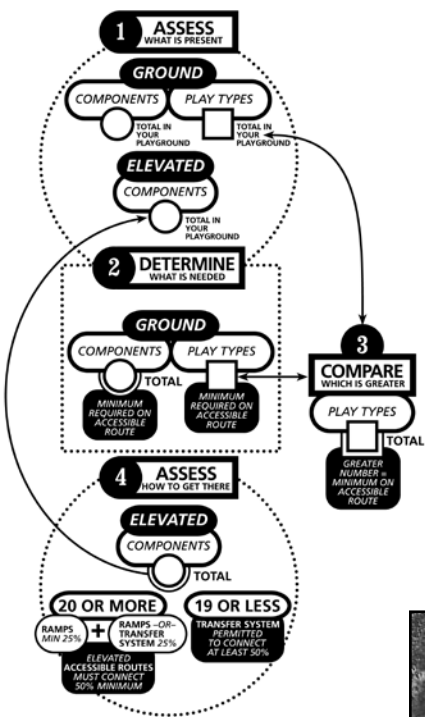 1 ASSESS
WHAT IS PRESENT
GROUND
COMPONENTS PLAY TYPES
TOTAL IN
YOUR
PLAYGROUND
TOTAL IN
YOUR
PLAYGROUND
ELEVATED
COMPONENTS
TOTAL IN
YOUR
PLAYGROUND
2 DETERMINE
WHAT IS NEEDED
GROUND
COMPONENTS PLAY TYPES
TOTAL
MINIMUM
REQUIRED ON
ACCESSIBLE
ROUTE
MINIMUM
REQUIRED ON
ACCESSIBLE
ROUTE
3
COMPARE
WHICH IS GREATER
PLAY TYPES
TOTAL
GREATER
NUMBER =
MINIMUM ON
ACCESSIBLE
ROUTE
4 ASSESS
HOW TO GET THERE
ELEVATED
COMPONENTS
TOTAL
20 OR MORE
RAMPS
MIN 25%
+
RAMPS –OR–
TRANSFER
SYSTEM 25%
ELEVATED
ACCESSIBLE ROUTES
MUST CONNECT
50% MINIMUM
19 OR LESS
TRANSFER SYSTEM
PERMITTED
TO CONNECT
AT LEAST 50%